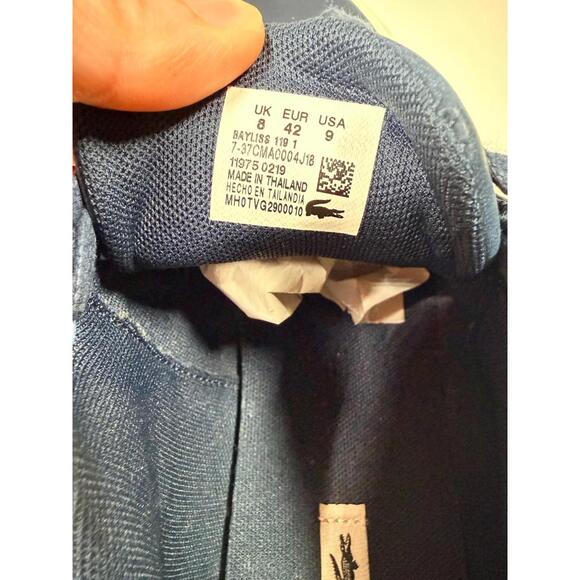 UK EUR USA
8 42 9
BAYLISS 119 1
7-37CMA0004J18
11975 0219
MADE IN THAILAND
HECHO EN TAILANDIA
MH0TVG2900010